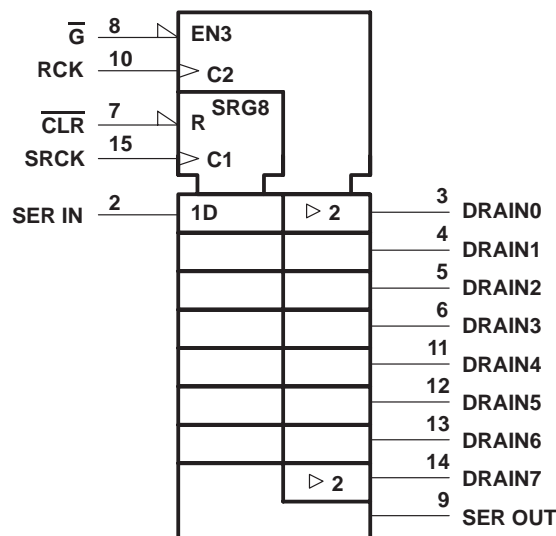 G 8 EN3
RCK 10 C2
SRG8
CLR 7 R
SRCK 15 C1
SER IN 2 1D 2 3 DRAIN0
4 DRAIN1
5 DRAIN2
6 DRAIN3
11 DRAIN4
12 DRAIN5
13 DRAIN6
2 14 DRAIN7
9 SER OUT